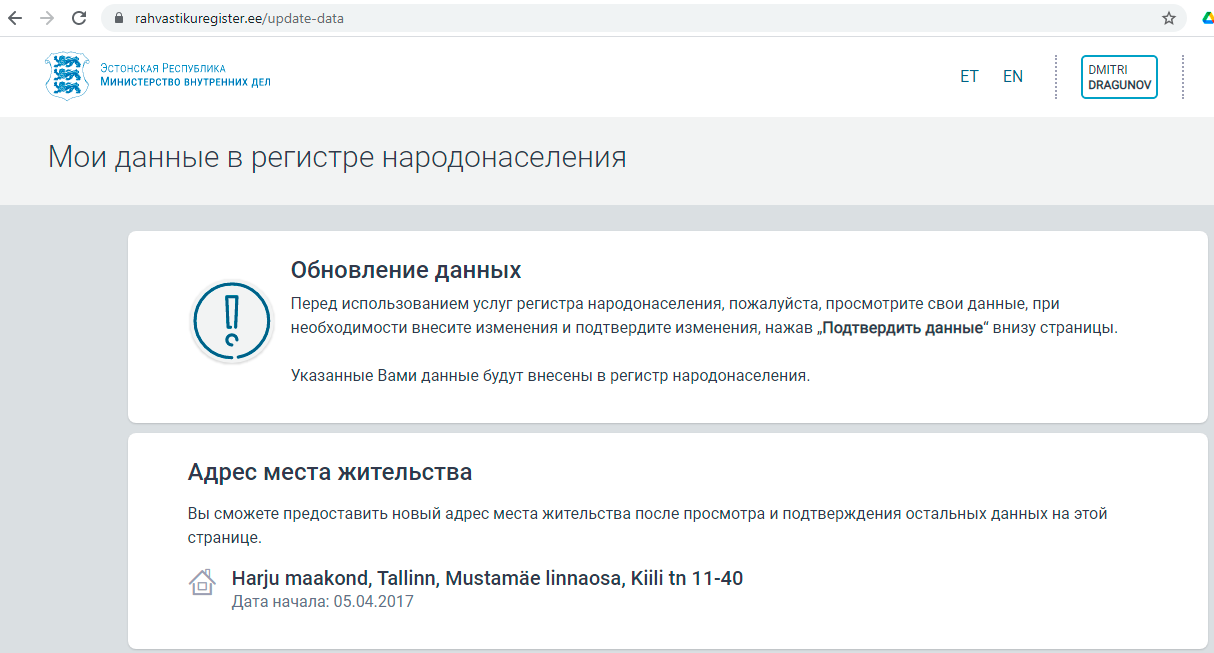 rahvastikuregister.ee/update-data
Эстонская Республика
Министерство внутренних дел
ET EN
DMITRI
DRAGUNOV
Мои данные в регистре народонаселения
Обновление данных
Перед использованием услуг регистра народонаселения, пожалуйста, просмотрите свои данные, при
необходимости внесите изменения и подтвердите изменения, нажав „Подтвердить данные“ внизу страницы.
Указанные Вами данные будут внесены в регистр народонаселения.
Адрес места жительства
Вы сможете предоставить новый адрес места жительства после просмотра и подтверждения остальных данных на этой
странице.
Harju maakond, Tallinn, Mustamäe linnaosa, Kiili tn 11-40
Дата начала: 05.04.2017